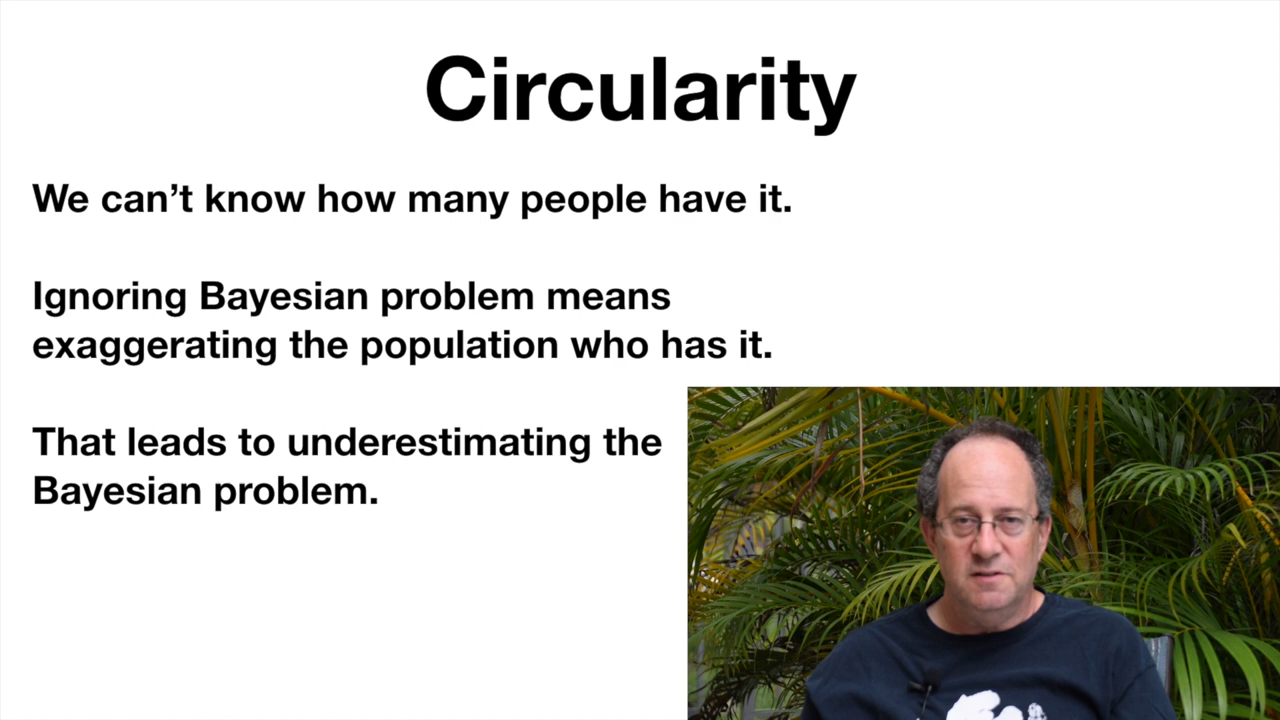 Circularity
We can’t know how many people have it.
Ignoring Bayesian problem means
exaggerating the population who has it.
That leads to underestimating the
Bayesian problem.